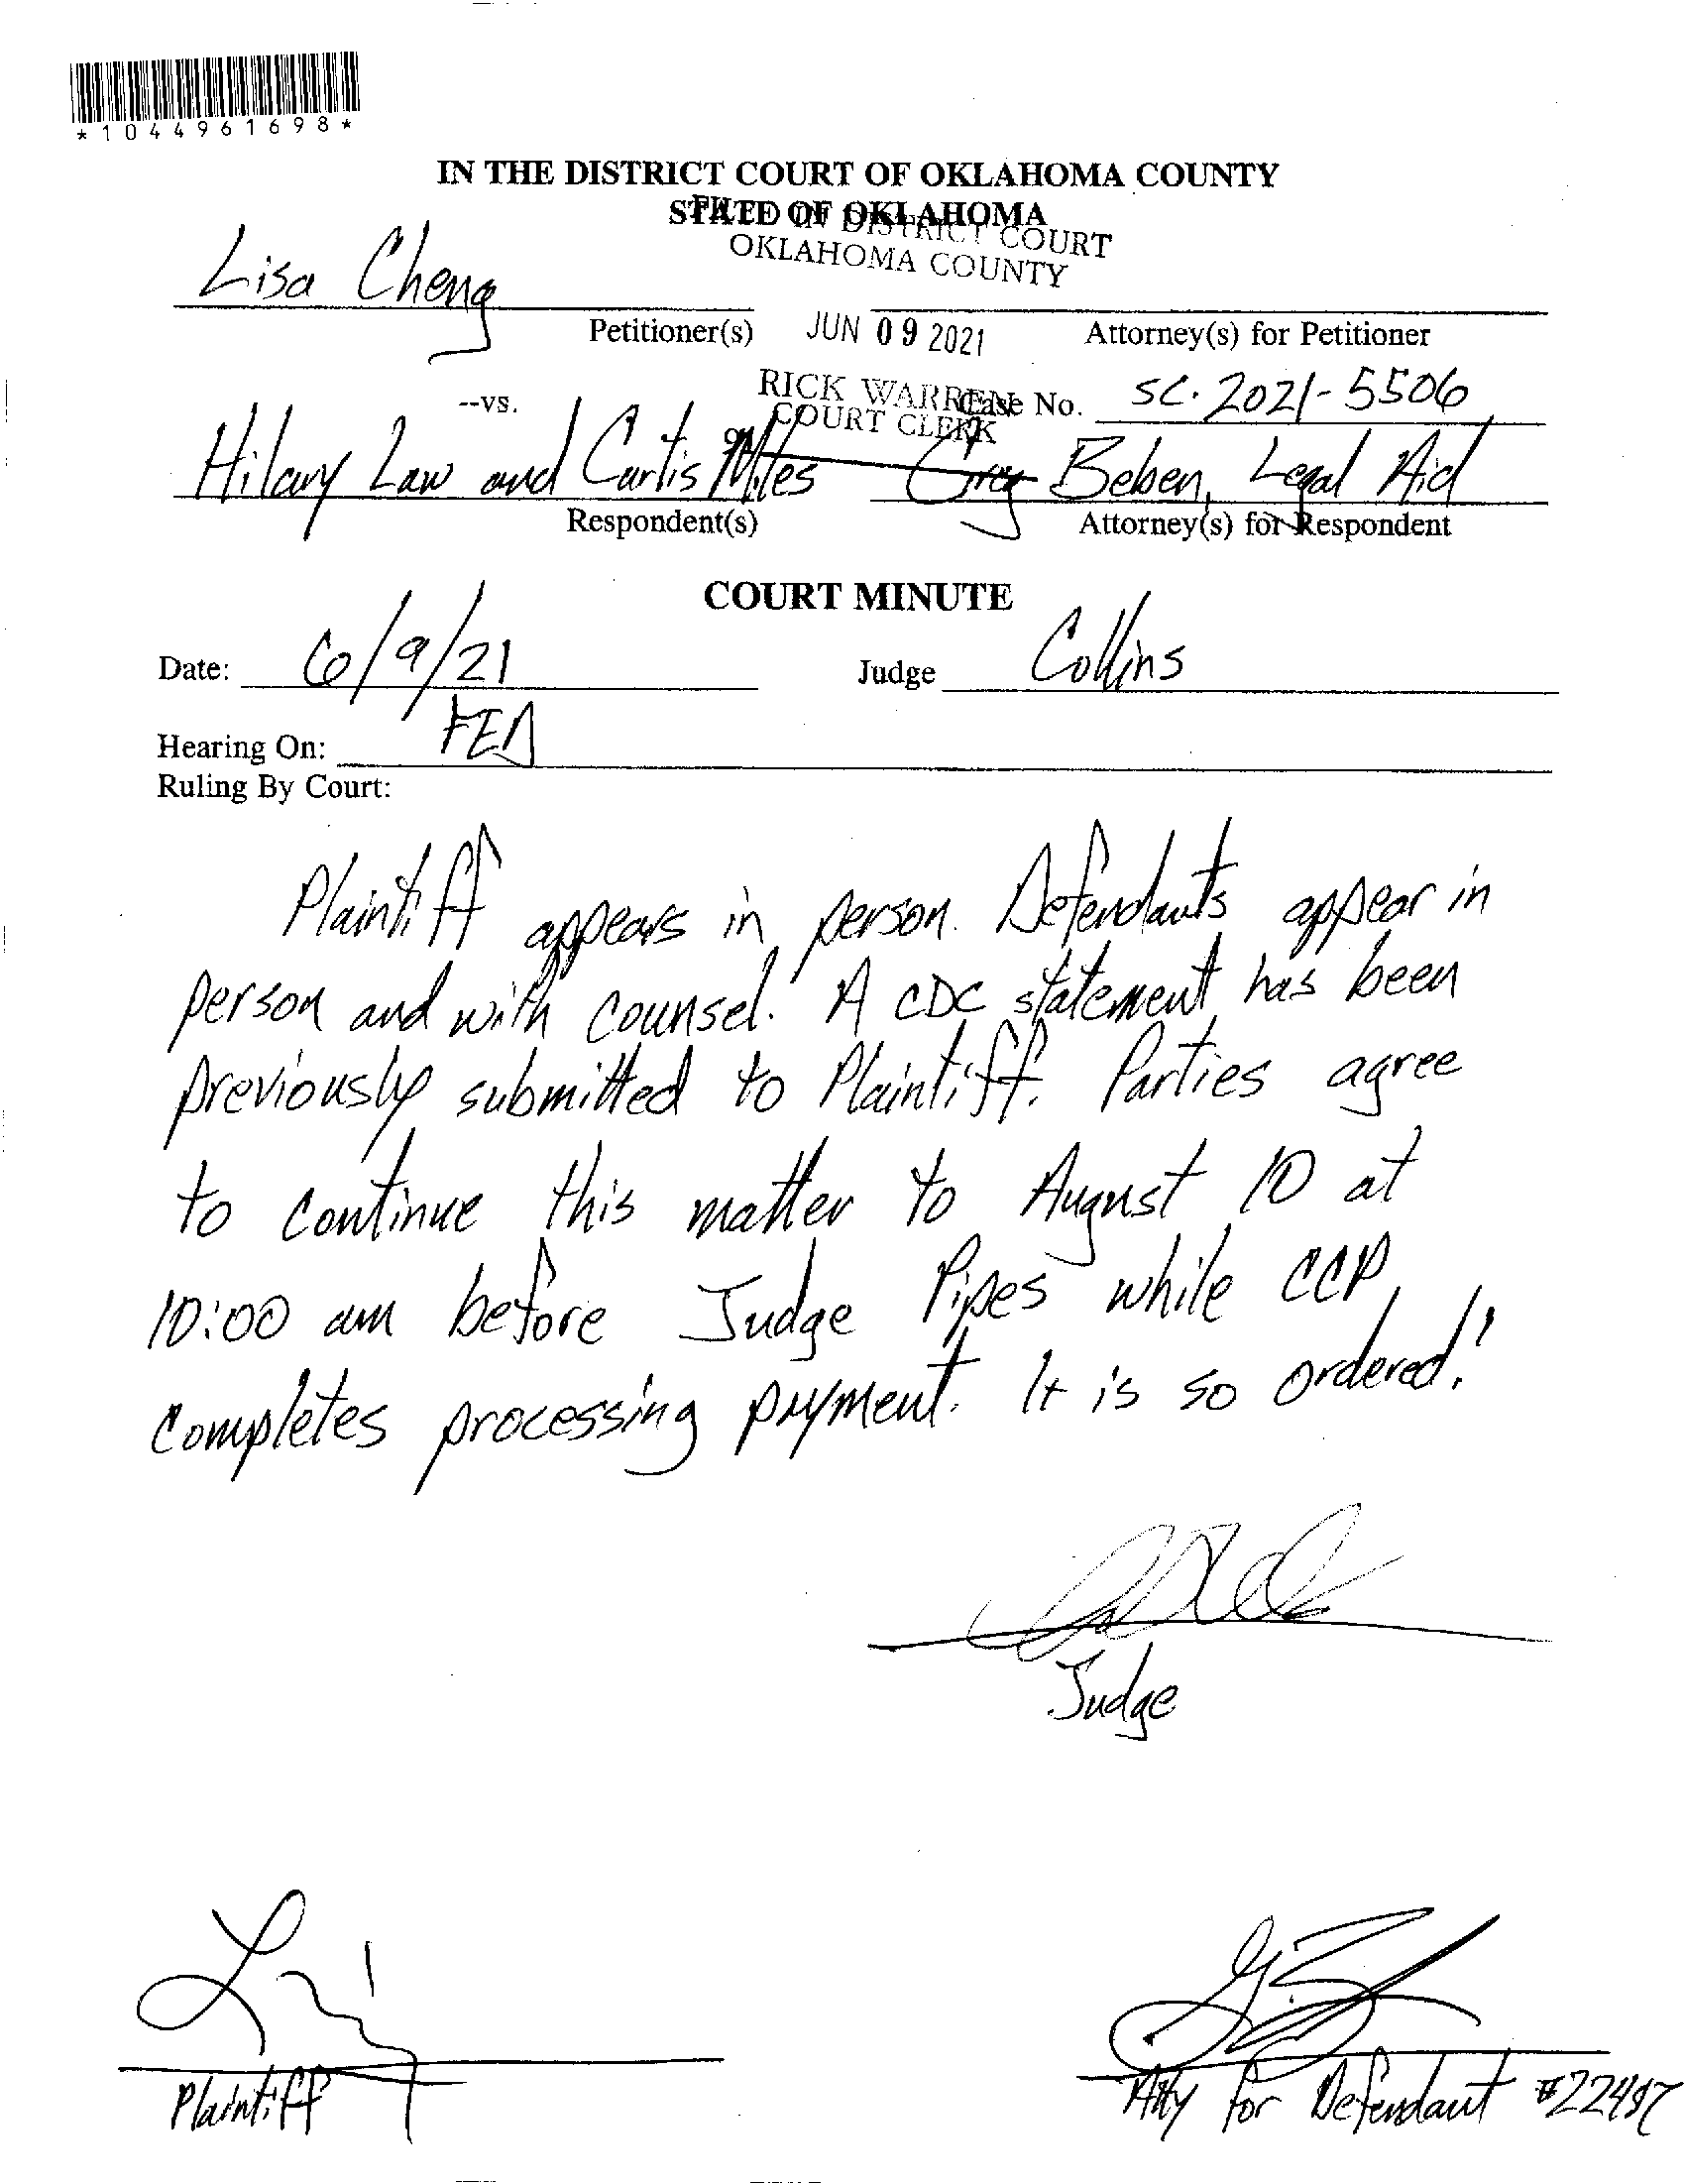 *1044961698*
IN THE DISTRICT COURT OF OKLAHOMA COUNTY
STATE OF OKLAHOMA
FILED IN DISTRICT COURT
OKLAHOMA COUNTY
Lisa Cheng
Petitioner(s) JUN 09 2021 Attorney(s) for Petitioner
RICK WARREN
COURT CLERK
--vs. Case No. SC-2021-5506
Hilary Law and Curtis Miles Greg Beben, Legal Aid
Respondent(s) Attorney(s) for Respondent
COURT MINUTE
Date: 6/9/21 Judge Collins
Hearing On: FED
Ruling By Court:
Plaintiff appears in person. Defendants appear in
person and with counsel. A CDC statement has been
previously submitted to Plaintiff. Parties agree
to continue this matter to August 10 at
10:00 am before Judge Pipes while CCP
completes processing payment. It is so ordered.
Judge
Plaintiff
Atty for Defendant